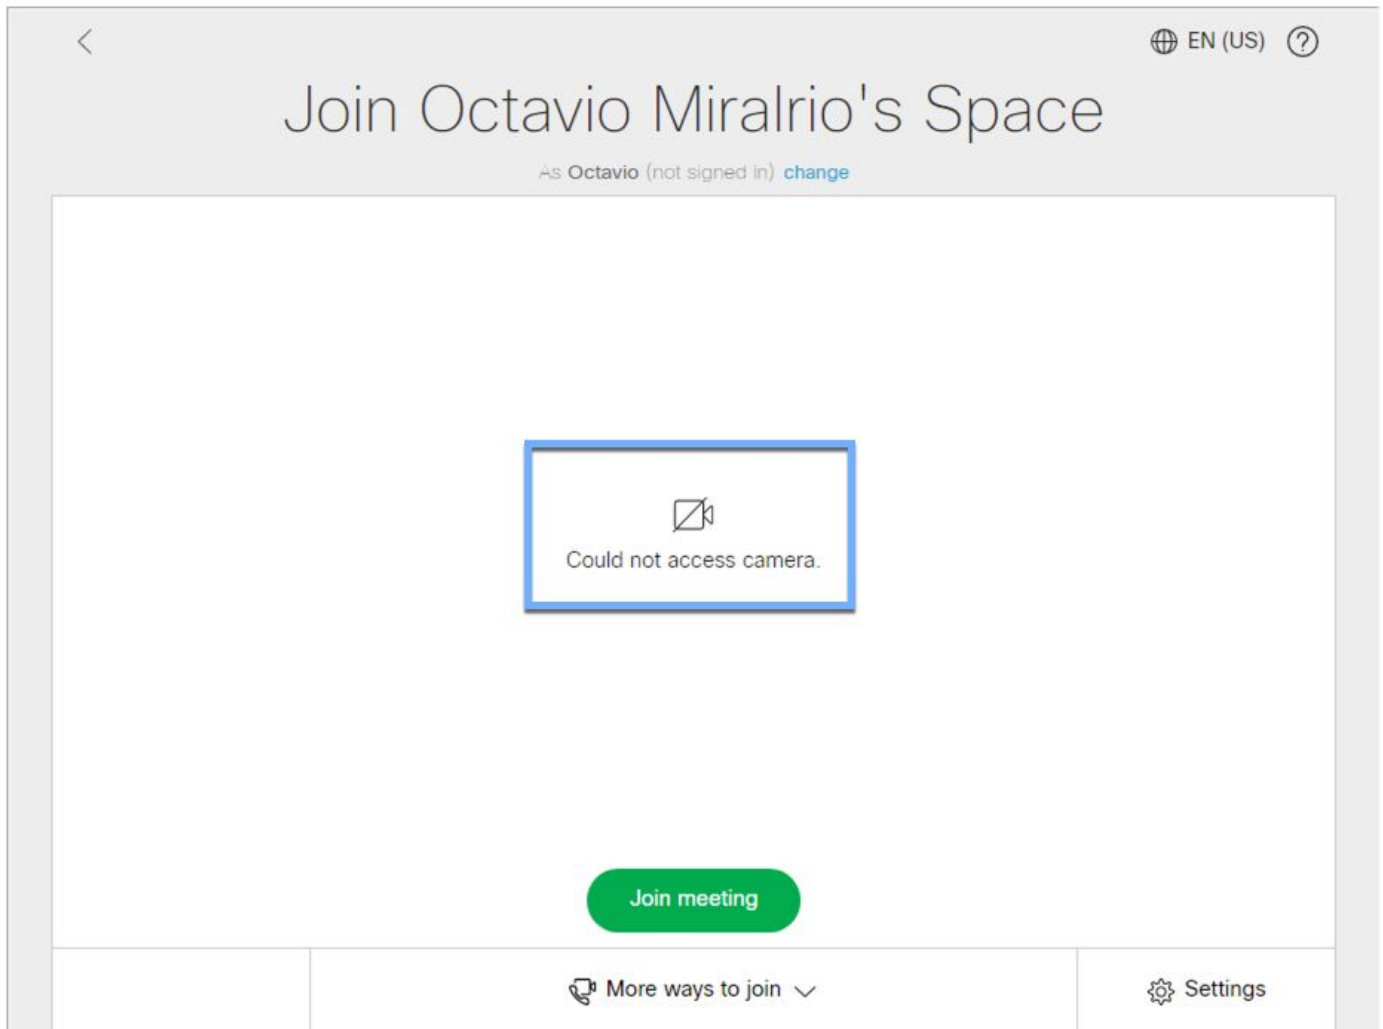 EN (US)
Join Octavio Miralrio's Space
As Octavio (not signed in) change
Could not access camera.
Join meeting
More ways to join
Settings